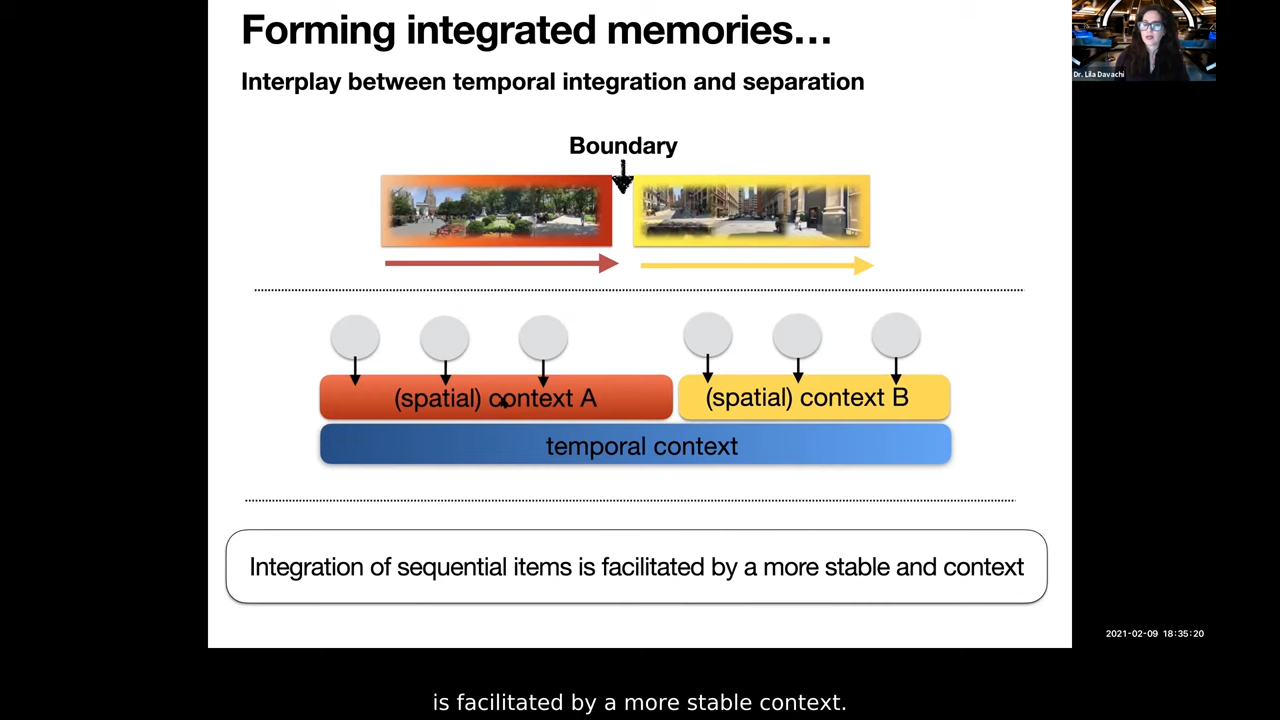 Forming integrated memories...
Dr. Lila Davachi
Interplay between temporal integration and separation
Boundary
(spatial) context A
(spatial) context B
temporal context
Integration of sequential items is facilitated by a more stable and context
2021-02-09 18:35:20
is facilitated by a more stable context.